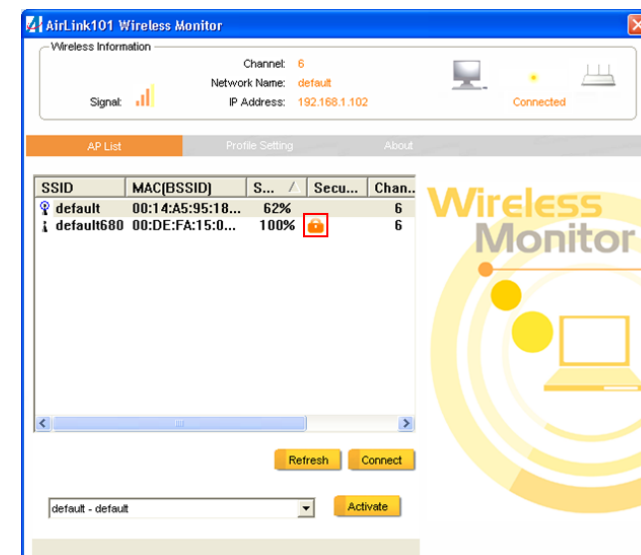 AirLink101 Wireless Monitor
Wireless Information
Channel: 6
Network Name: default
Signal: IP Address: 192.168.1.102
Connected
AP List Profile Setting About
SSID MAC(BSSID) S... Secu... Chan..
default 00:14:A5:95:18... 62% 6
default680 00:DE:FA:15:0... 100% 6
Wireless
Monitor
Refresh Connect
default - default Activate